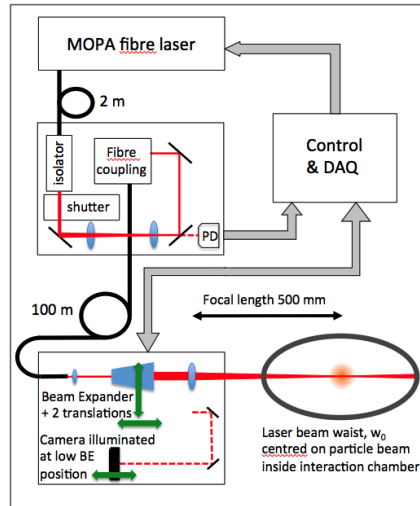 MOPA fibre laser
2 m
isolator
Fibre
coupling
shutter
PD
Control
& DAQ
100 m
Focal length 500 mm
Beam Expander
+ 2 translations
Camera illuminated
at low BE
position
Laser beam waist, w0
centred on particle beam
inside interaction chamber